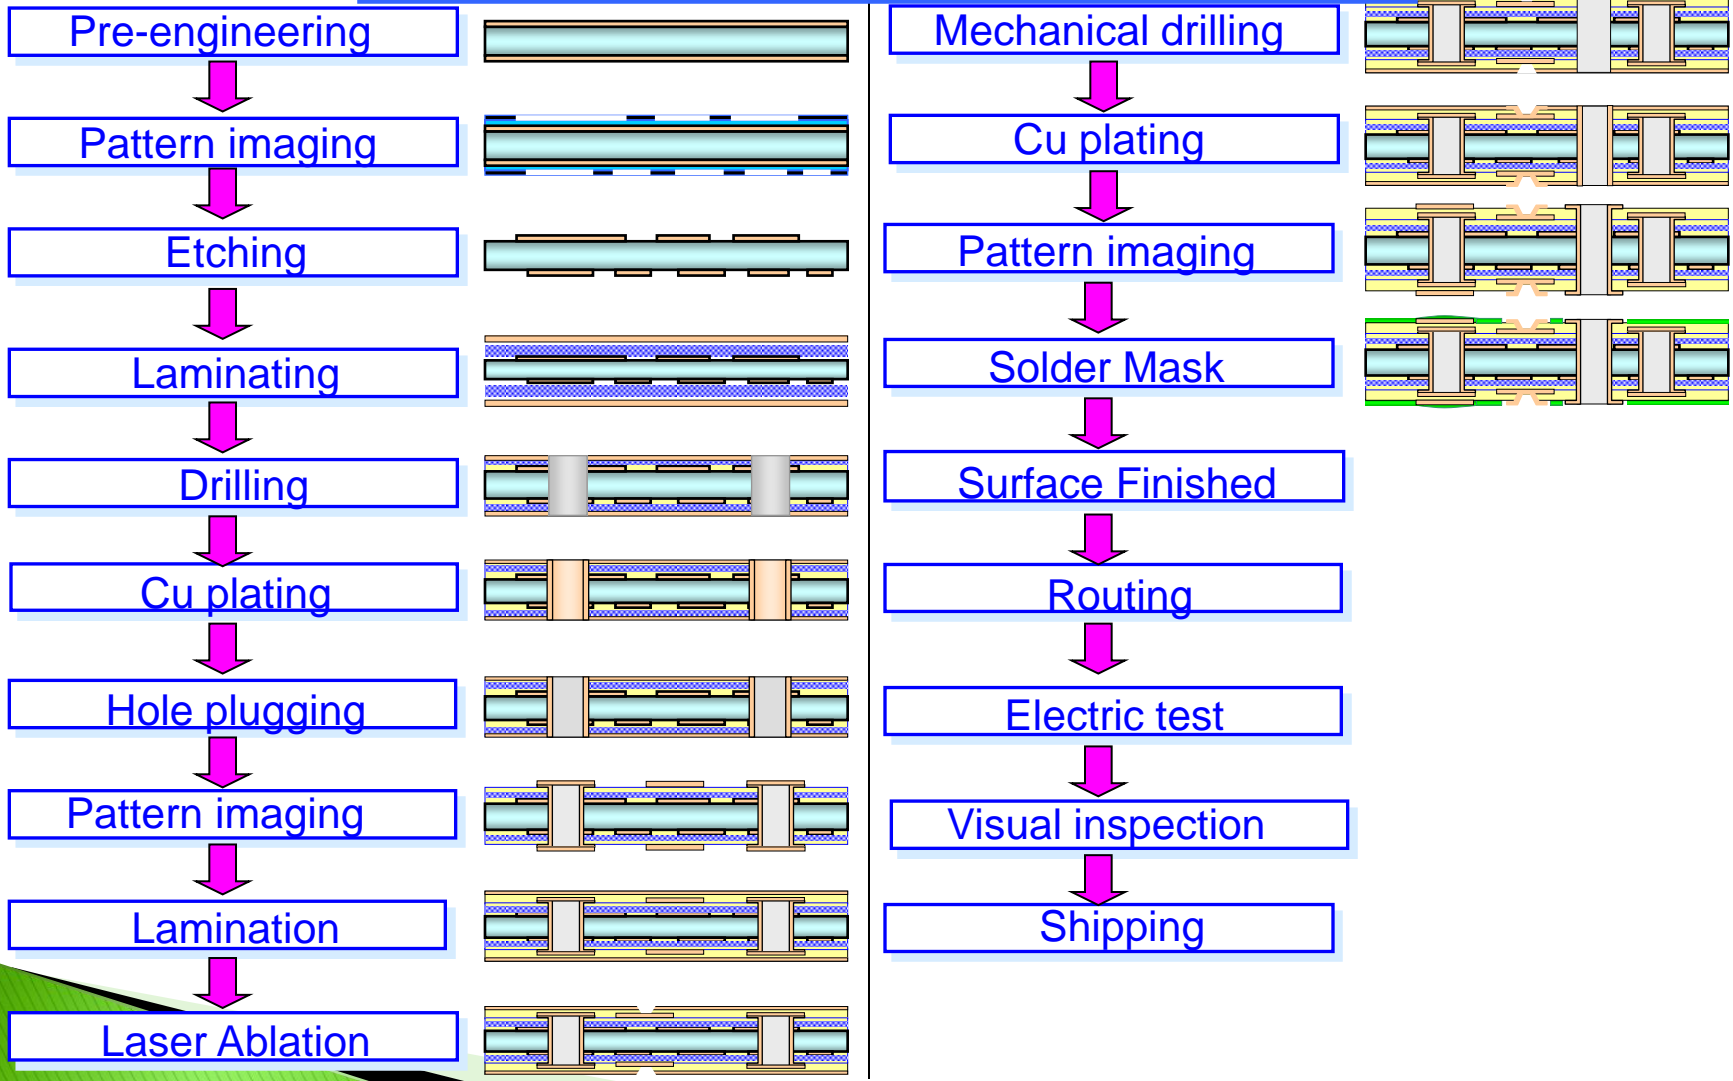 Pre-engineering
Pattern imaging
Etching
Laminating
Drilling
Cu plating
Hole plugging
Pattern imaging
Lamination
Laser Ablation
Mechanical drilling
Cu plating
Pattern imaging
Solder Mask
Surface Finished
Routing
Electric test
Visual inspection
Shipping